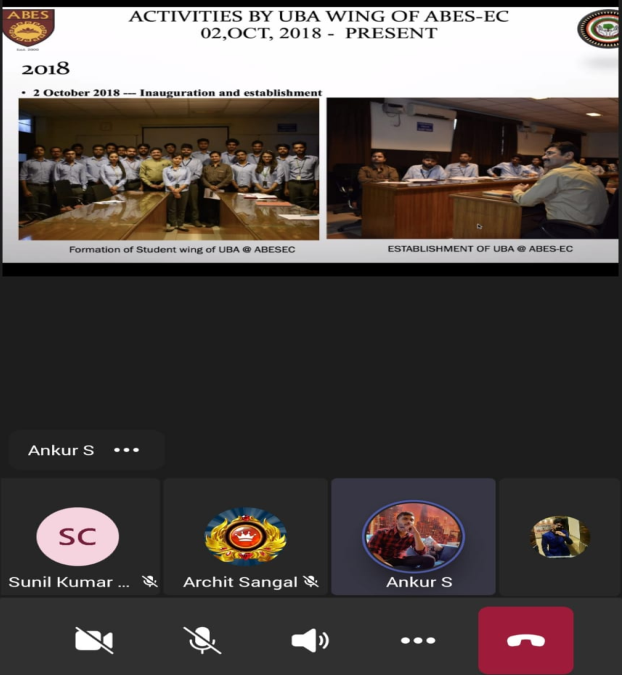 ABES
ACTIVITIES BY UBA WING OF ABES-EC
02,OCT, 2018 - PRESENT
2018
• 2 October 2018 --- Inauguration and establishment
Formation of Student wing of UBA @ ABESEC
ESTABLISHMENT OF UBA @ ABES-EC
Ankur S •••
SC
Sunil Kumar ...
Archit Sangal
Ankur S